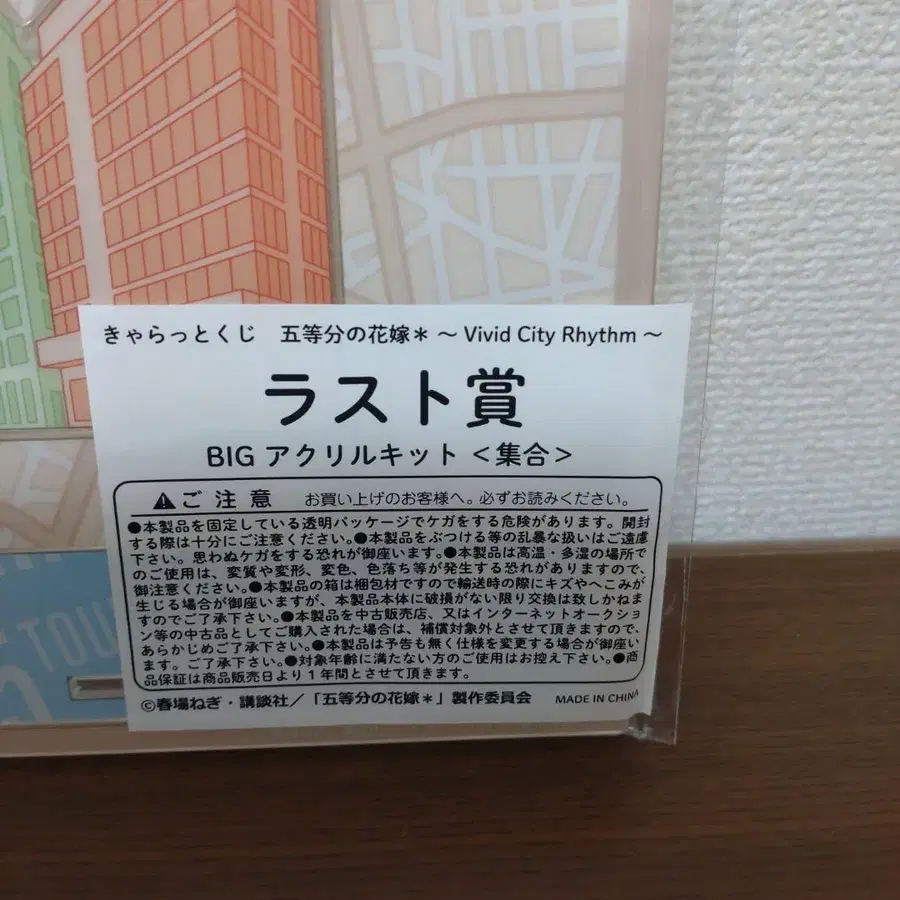 きゃらっとくじ 五等分の花嫁＊ ～ Vivid City Rhythm ～
ラスト賞
BIG アクリルキット ＜集合＞
⚠ご注意 お買い上げのお客様へ。必ずお読みください。
●本製品を固定している透明パッケージでケガをする危険があります。開封
する際は十分にご注意ください。●本製品をぶつける等の乱暴な扱いはご遠慮
下さい。思わぬケガをする恐れが御座います。●本製品は高温・多湿の場所で
のご使用は、変質や変形、変色、色落ち等が発生する恐れがありますので、
御注意ください。●本製品の箱は梱包材ですので輸送時の際にキズやへこみが
生じる場合が御座いますが、本製品本体に破損がない限り交換は致しかねま
すのでご了承下さい。●本製品を中古販売店、又はインターネットオークショ
ン等の中古品としてご購入された場合は、補償対象外とさせて頂きますので、
あらかじめご了承下さい。●本製品は予告も無く仕様を変更する場合が御座い
ます。ご了承下さい。●対象年齢に満たない方のご使用はお控え下さい。●商
品保証は商品販売日より１年間とさせて頂きます。
©春場ねぎ・講談社／「五等分の花嫁＊」製作委員会 MADE IN CHINA